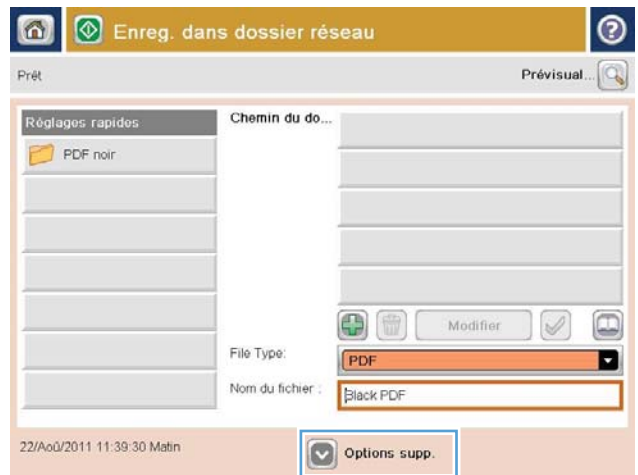 Enreg. dans dossier réseau
Prêt
Prévisual...
Réglages rapides
PDF noir
Chemin du do...
Modifier
File Type:
PDF
Nom du fichier :
Black PDF
22/Aoû/2011 11:39:30 Matin
Options supp.